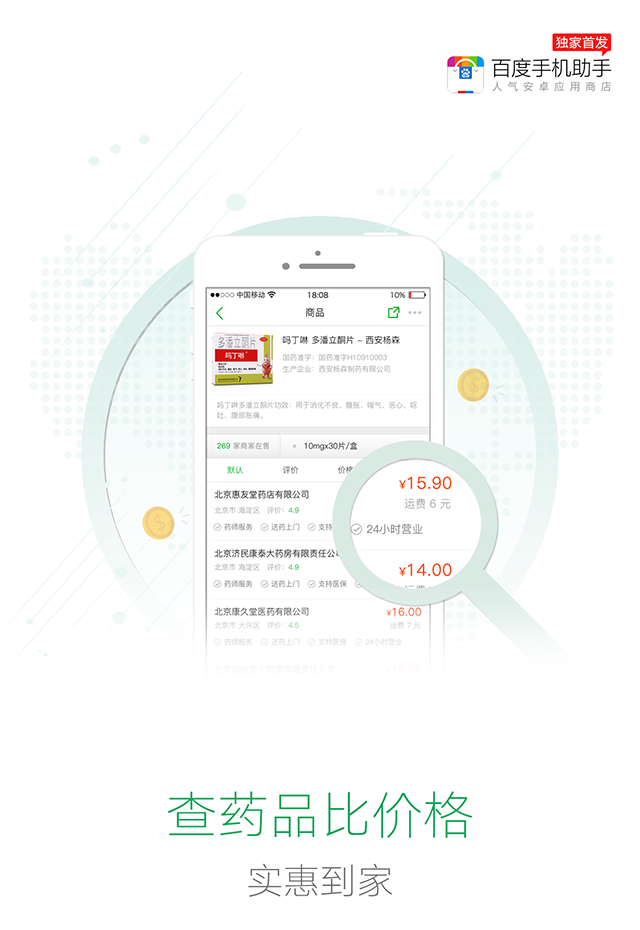 独家首发
百度手机助手
人气安卓应用商店
中国移动 18:08 10%
商品
多潘立酮片
吗丁啉
吗丁啉 多潘立酮片 - 西安杨森
国药准字：国药准字H10910003
生产企业：西安杨森制药有限公司
吗丁啉多潘立酮片功效：用于消化不良、腹胀、嗳气、恶心、呕
吐、腹部胀痛。
269 家商家在售 10mgx30片/盒
默认 评价 价格
北京惠友堂药店有限公司
¥15.90
北京市 海淀区 评价：4.9
运费 6 元
药师服务 送药上门 支持
24小时营业
北京济民康泰大药房有限责任公司
¥14.00
北京市 海淀区 评价：4.9
药师服务 送药上门 支持医保
北京康久堂医药有限公司 ¥16.00
北京市 大兴区 评价：4.5 运费 7 元
药师服务 送药上门 支持医保 24小时营业
¥15.90
查药品比价格
实惠到家